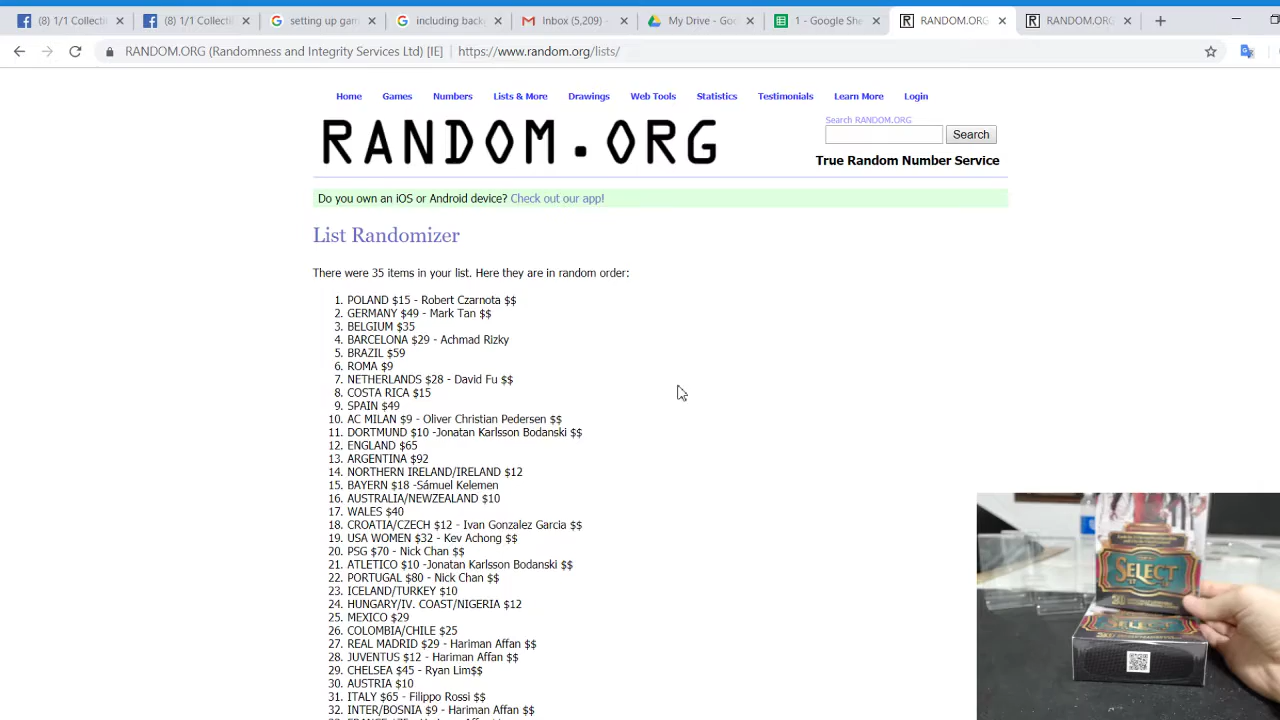 (8) 1/1 Collecti
(8) 1/1 Collecti
setting up gam
including back
Inbox (5,209) -
My Drive - Goo
1 - Google She
RANDOM.ORG
RANDOM.ORG
RANDOM.ORG (Randomness and Integrity Services Ltd) [IE] | https://www.random.org/lists/
Home Games Numbers Lists & More Drawings Web Tools Statistics Testimonials Learn More Login
RANDOM.ORG
Search RANDOM.ORG
Search
True Random Number Service
Do you own an iOS or Android device? Check out our app!
List Randomizer
There were 35 items in your list. Here they are in random order:
1. POLAND $15 - Robert Czarnota $$
2. GERMANY $49 - Mark Tan $$
3. BELGIUM $35
4. BARCELONA $29 - Achmad Rizky
5. BRAZIL $59
6. ROMA $9
7. NETHERLANDS $28 - David Fu $$
8. COSTA RICA $15
9. SPAIN $49
10. AC MILAN $9 - Oliver Christian Pedersen $$
11. DORTMUND $10 -Jonatan Karlsson Bodanski $$
12. ENGLAND $65
13. ARGENTINA $92
14. NORTHERN IRELAND/IRELAND $12
15. BAYERN $18 -Sámuel Kelemen
16. AUSTRALIA/NEWZEALAND $10
17. WALES $40
18. CROATIA/CZECH $12 - Ivan Gonzalez Garcia $$
19. USA WOMEN $32 - Kev Achong $$
20. PSG $70 - Nick Chan $$
21. ATLETICO $10 -Jonatan Karlsson Bodanski $$
22. PORTUGAL $80 - Nick Chan $$
23. ICELAND/TURKEY $10
24. HUNGARY/IV. COAST/NIGERIA $12
25. MEXICO $29
26. COLOMBIA/CHILE $25
27. REAL MADRID $29 - Hariman Affan $$
28. JUVENTUS $12 - Hariman Affan $$
29. CHELSEA $45 - Ryan Lim$$
30. AUSTRIA $10
31. ITALY $65 - Filippo Rossi $$
32. INTER/BOSNIA $9 - Hariman Affan $$
SELECT